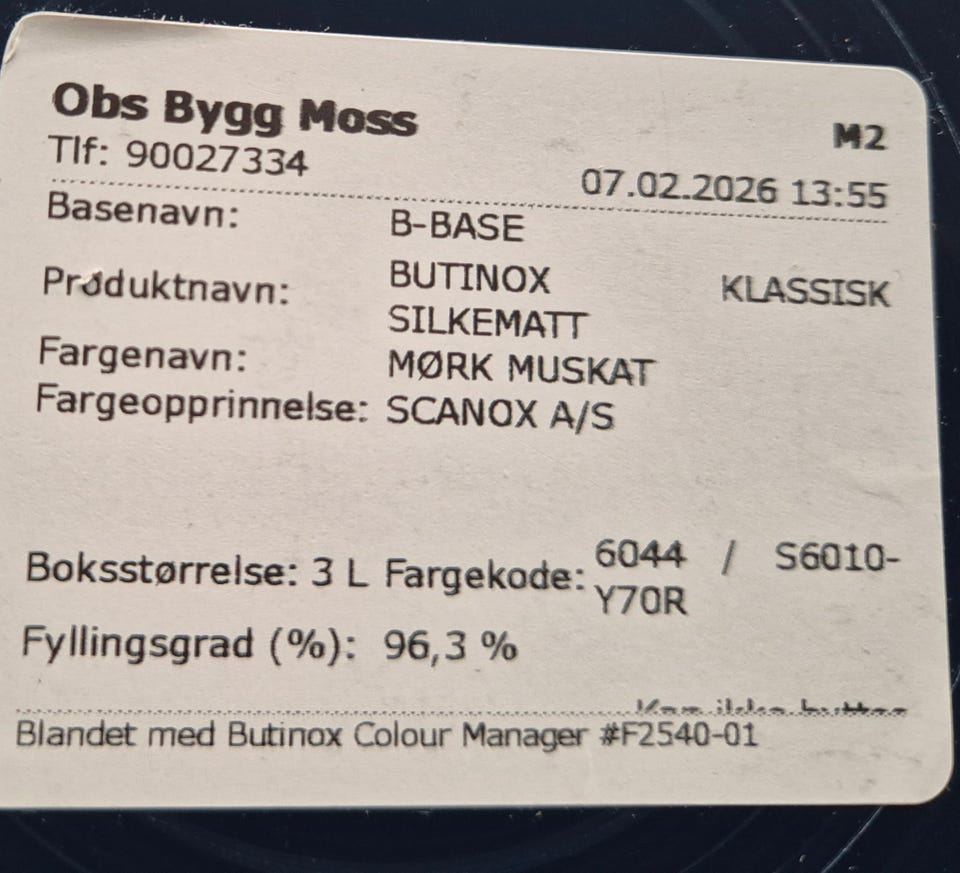 Obs Bygg Moss
M2
Tlf: 90027334
07.02.2026 13:55
Basenavn: B-BASE
Produktnavn: BUTINOX KLASSISK
SILKEMATT
Fargenavn: MØRK MUSKAT
Fargeopprinnelse: SCANOX A/S
Boksstørrelse: 3 L Fargekode: 6044 / S6010-
Y70R
Fyllingsgrad (%): 96,3 %
Blandet med Butinox Colour Manager #F2540-01